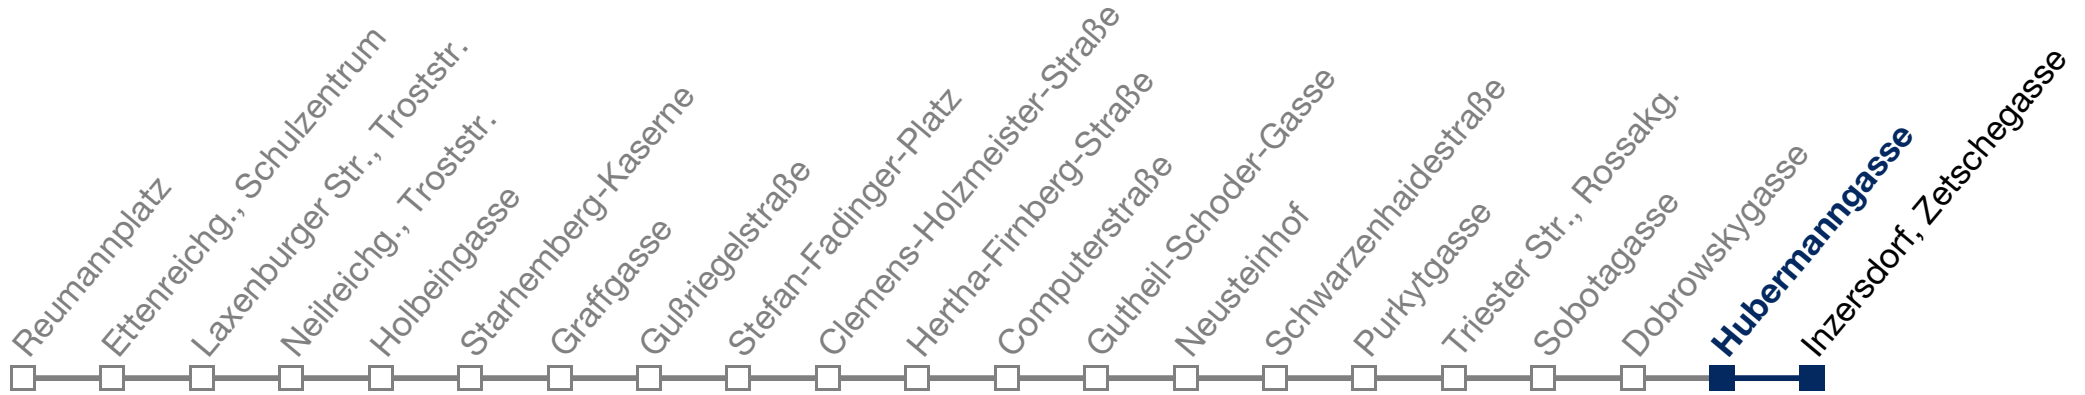 Reumannplatz
Ettenreichg., Schulzentrum
Laxenburger Str., Troststr.
Neilreichg., Troststr.
Holbeingasse
Starhemberg-Kaserne
Graffgasse
Gußriegelstraße
Stefan-Fadinger-Platz
Clemens-Holzmeister-Straße
Hertha-Firnberg-Straße
Computerstraße
Gutheil-Schoder-Gasse
Neusteinhof
Schwarzenhaidestraße
Purkytgasse
Triester Str., Rossakg.
Sobotagasse
Dobrowskygasse
Hubermanngasse
Inzersdorf, Zetschegasse